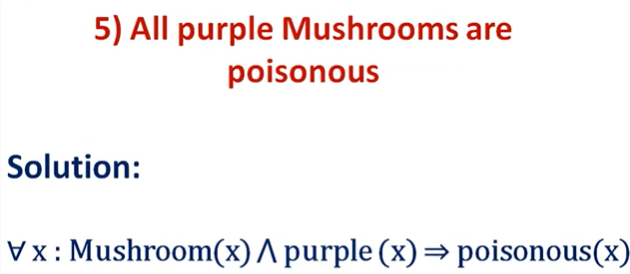 5) All purple Mushrooms are
poisonous
Solution:
∀ x : Mushroom(x) ⋀ purple (x) ⇒ poisonous(x)